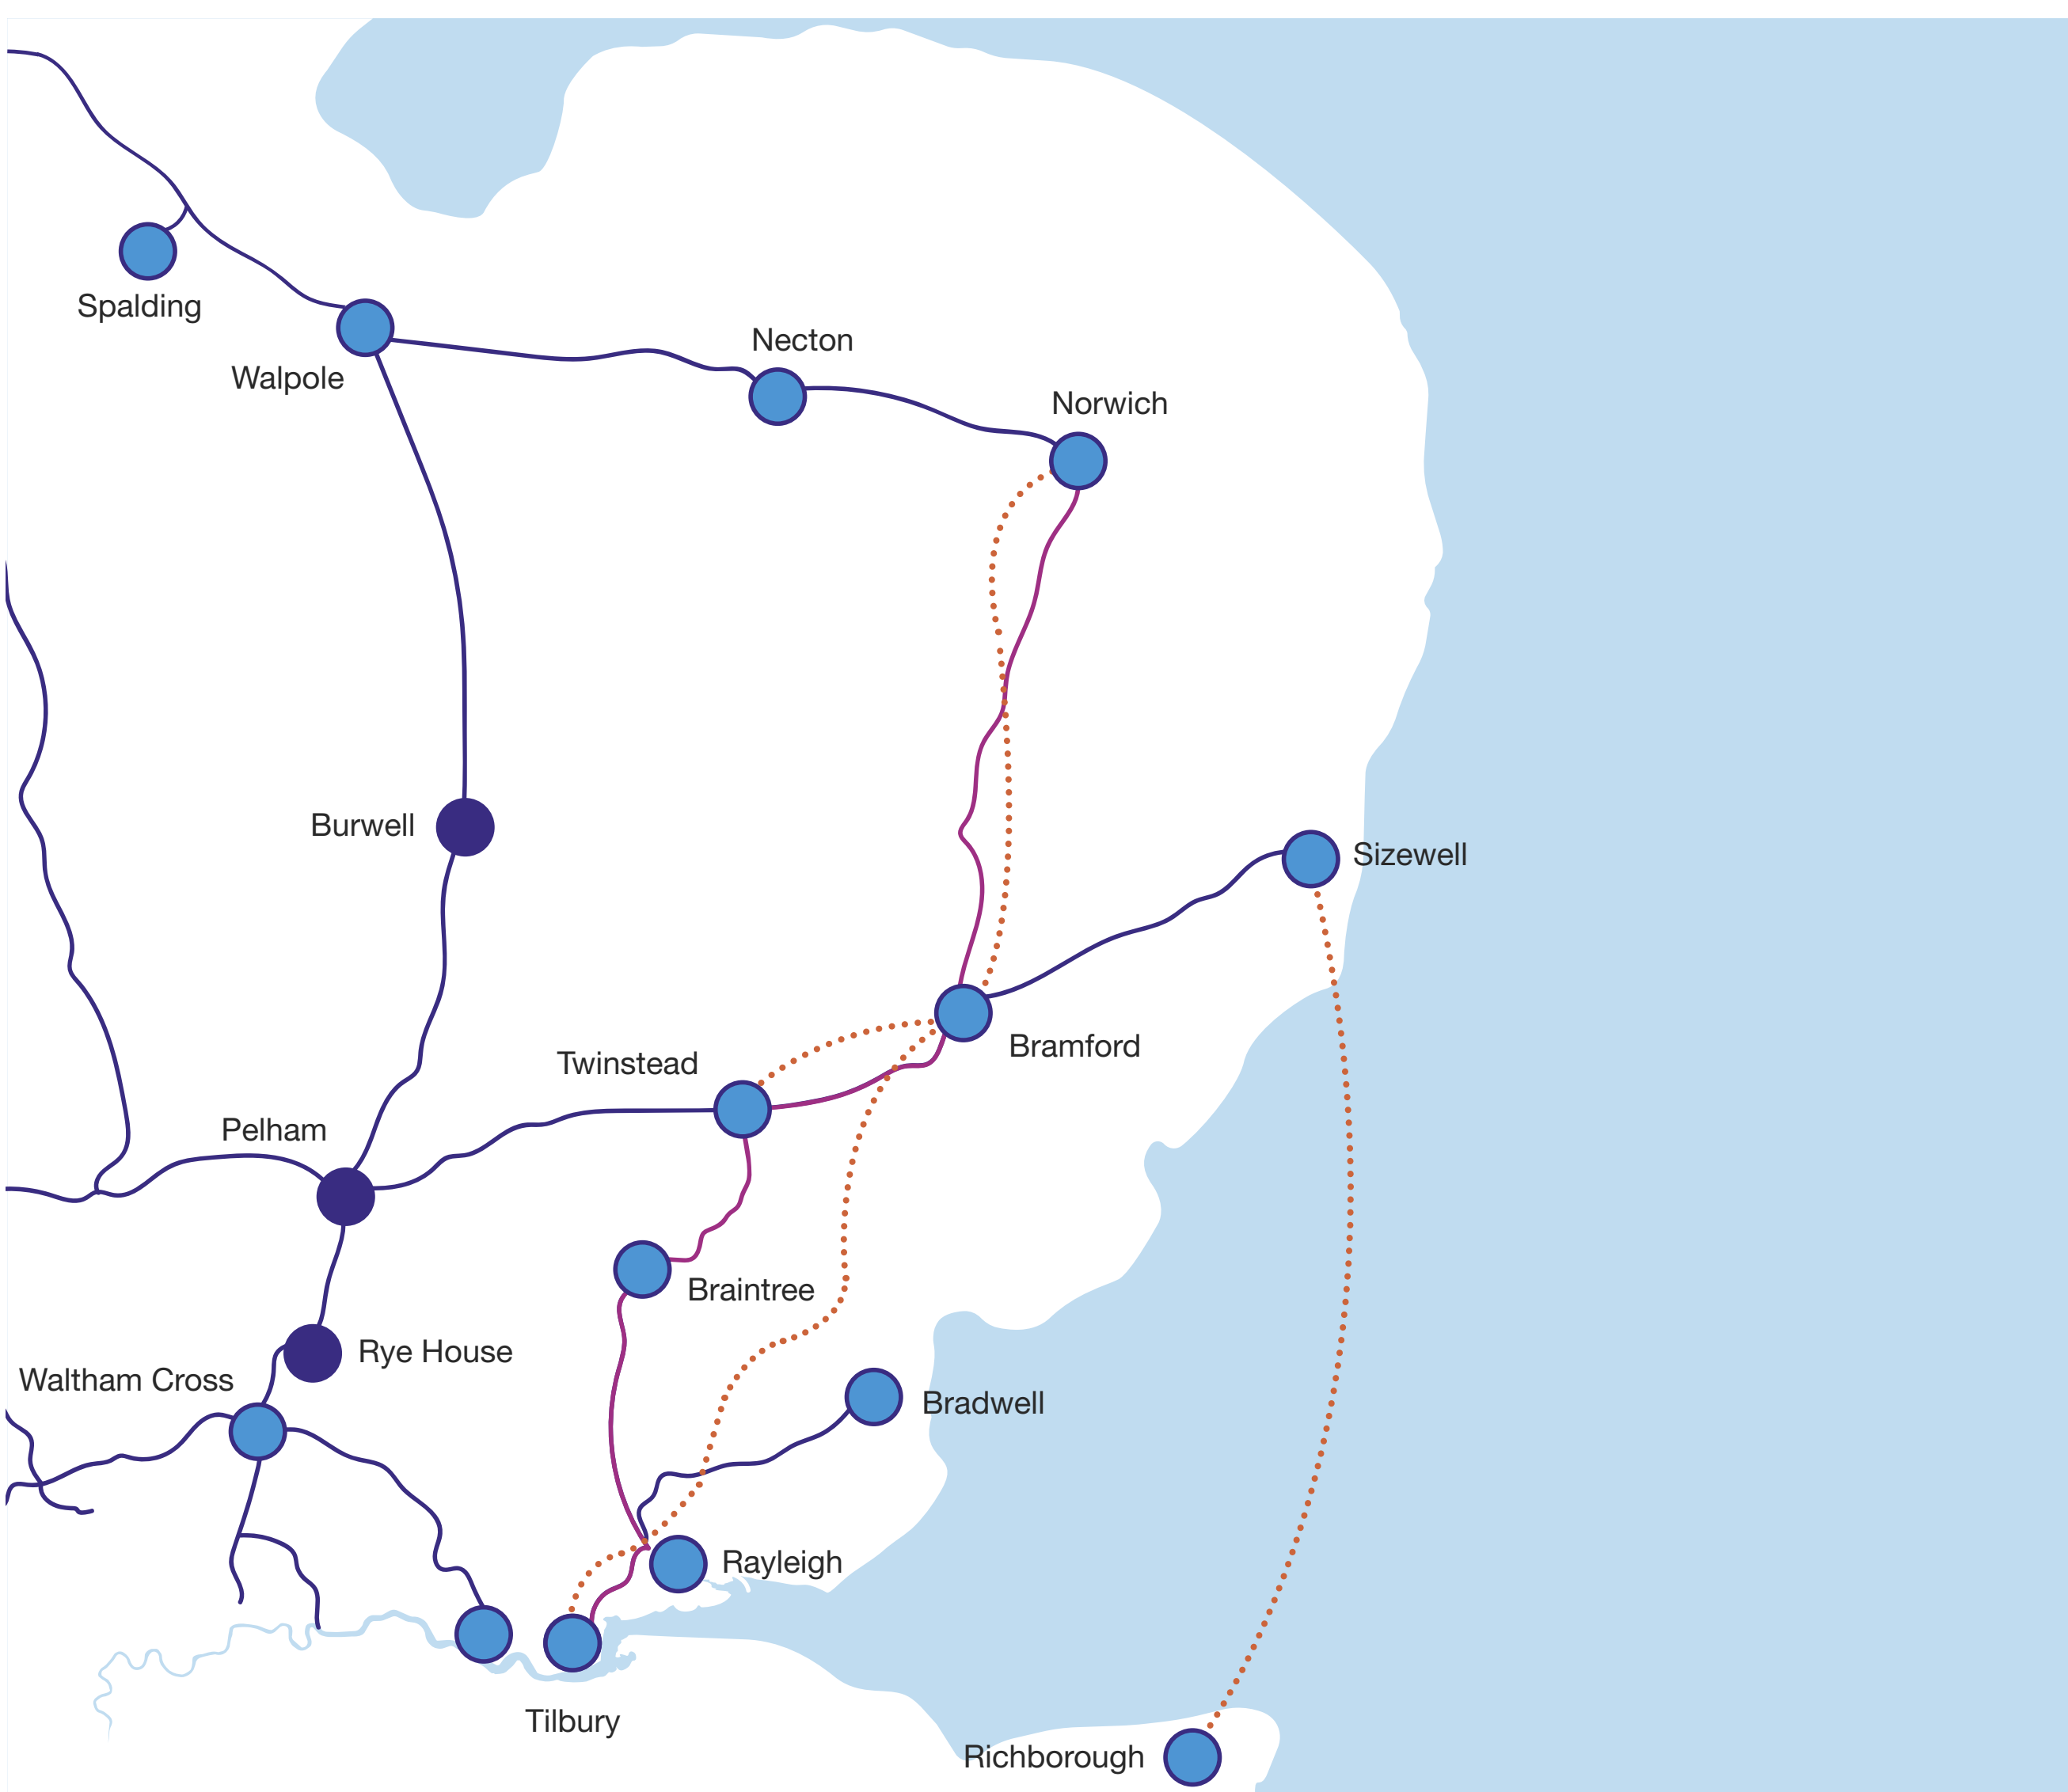 Spalding
Necton
Walpole
Norwich
Burwell
Sizewell
Bramford
Twinstead
Pelham
Braintree
Rye House
Waltham Cross
Bradwell
Rayleigh
Tilbury
Richborough